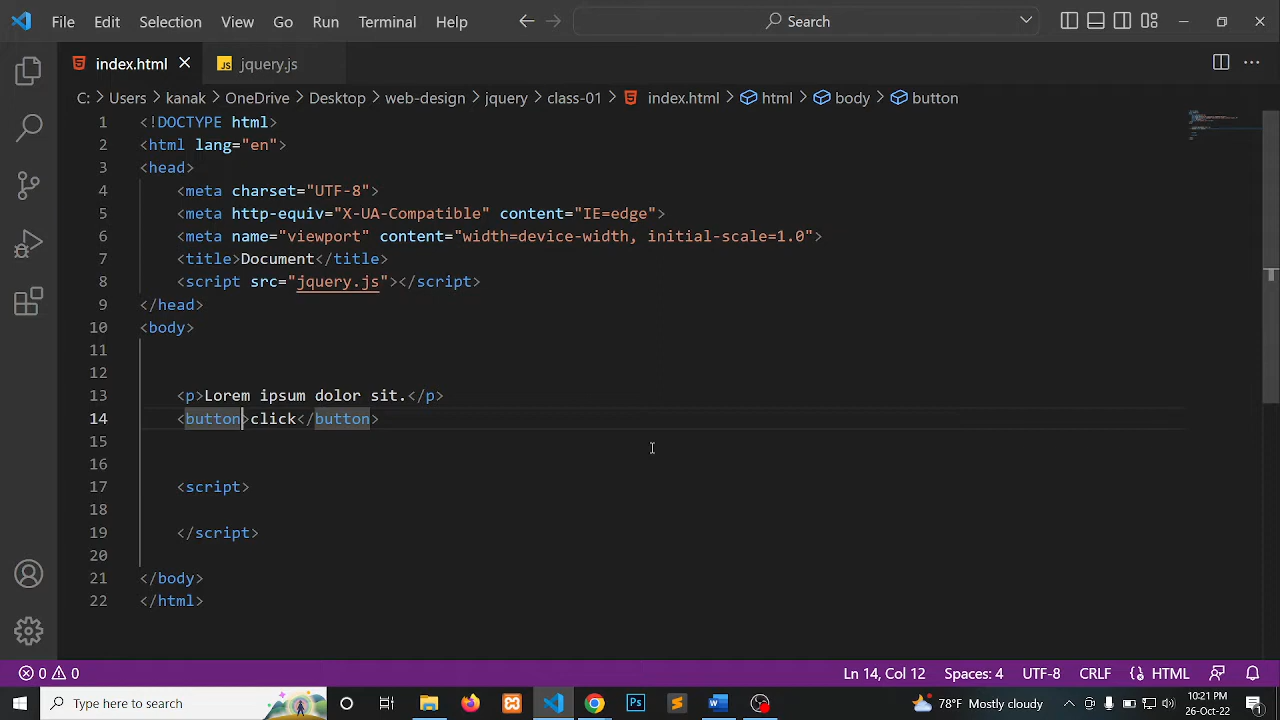 File Edit Selection View Go Run Terminal Help Search
index.html JS jquery.js
C: > Users > kanak > OneDrive > Desktop > web-design > jquery > class-01 > index.html > html > body > button
1 <!DOCTYPE html>
2 <html lang="en">
3 <head>
4 <meta charset="UTF-8">
5 <meta http-equiv="X-UA-Compatible" content="IE=edge">
6 <meta name="viewport" content="width=device-width, initial-scale=1.0">
7 <title>Document</title>
8 <script src="jquery.js"></script>
9 </head>
10 <body>
11
12
13 <p>Lorem ipsum dolor sit.</p>
14 <button>click</button>
15
16
17 <script>
18
19 </script>
20
21 </body>
22 </html>
0 0 Ln 14, Col 12 Spaces: 4 UTF-8 CRLF HTML
10:21 PM
Type here to search Ps W 78°F Mostly cloudy
26-Oct-22